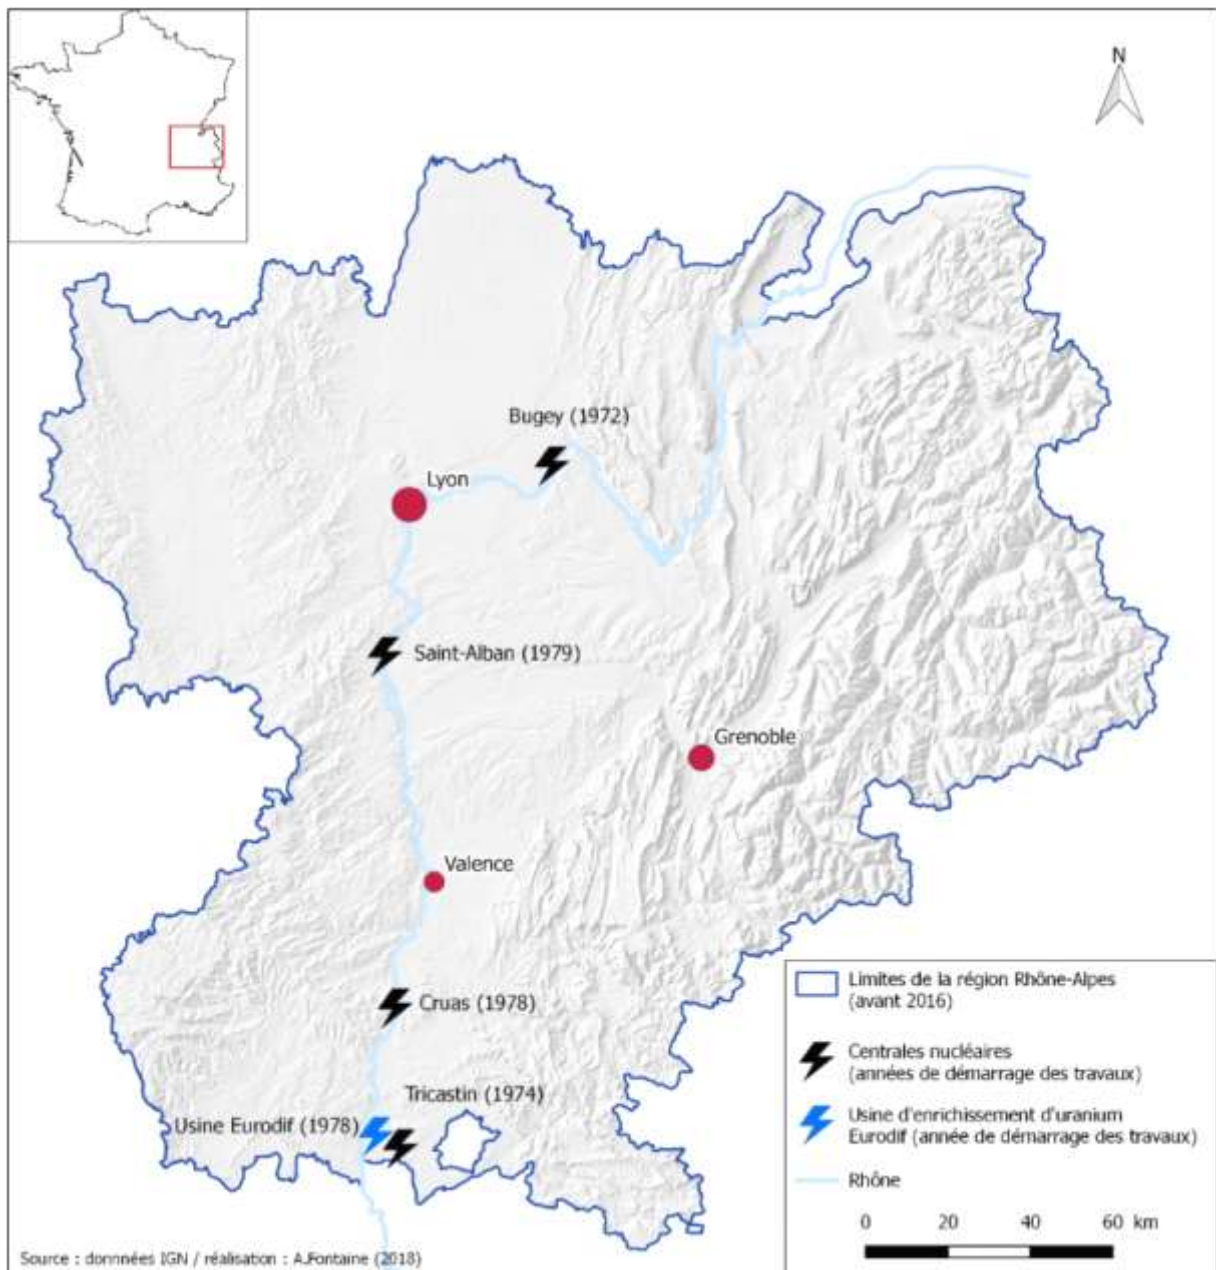 N
Bugey (1972)
Lyon
Saint-Alban (1979)
Grenoble
Valence
Cruas (1978)
Tricastin (1974)
Usine Eurodif (1978)
Limites de la région Rhône-Alpes
(avant 2016)
Centrales nucléaires
(années de démarrage des travaux)
Usine d'enrichissement d'uranium
Eurodif (année de démarrage des travaux)
Rhône
0 20 40 60 km
Source : donnnées IGN / réalisation : A.Fontaine (2018)